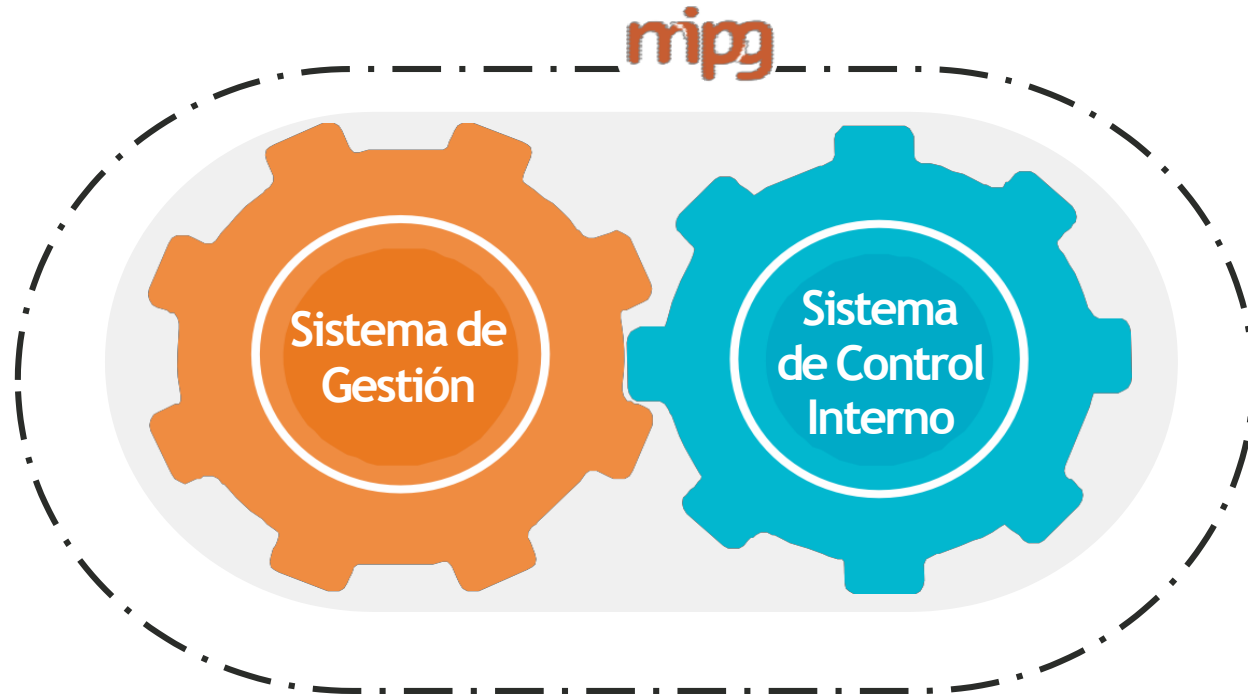 mipg
Sistema de
Gestión
Sistema
de Control
Interno